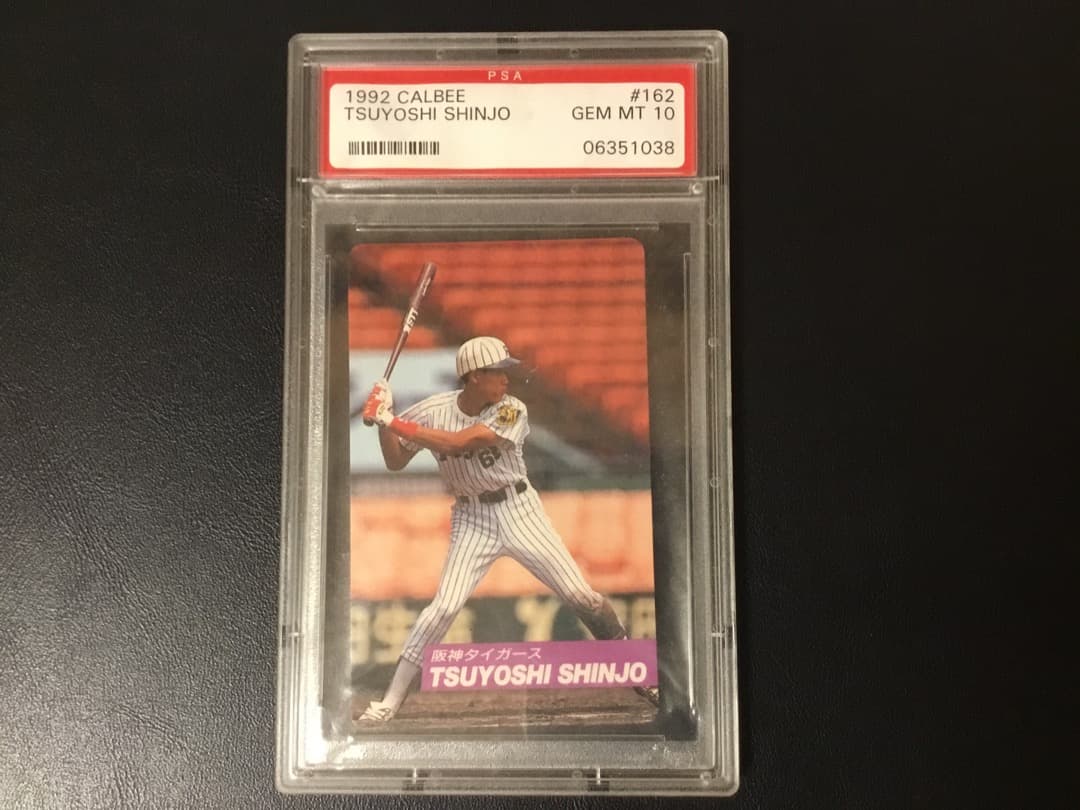 PSA
1992 CALBEE #162
TSUYOSHI SHINJO GEM MT 10
06351038
阪神タイガース
TSUYOSHI SHINJO